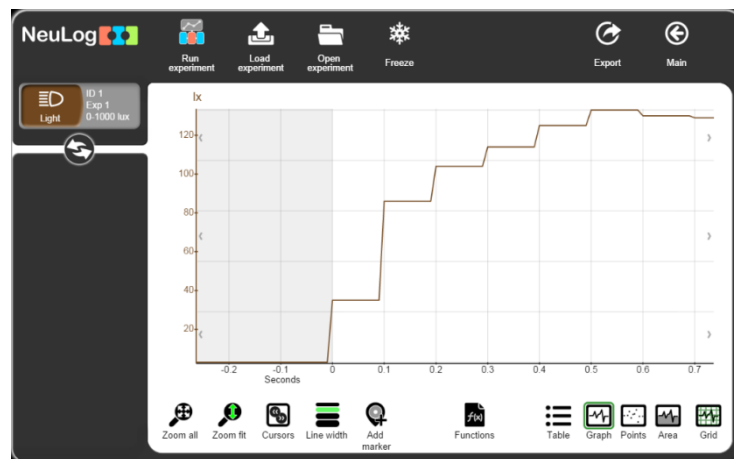 NeuLog
Run
experiment
Load
experiment
Open
experiment
Freeze
Export
Main
Light
ID 1
Exp 1
0-1000 lux
lx
120
100
80
60
40
20
-0.2
-0.1
0
0.1
0.2
0.3
0.4
0.5
0.6
0.7
Seconds
Zoom all
Zoom fit
Cursors
Line width
Add
marker
f(x)
Functions
Table
Graph
Points
Area
Grid